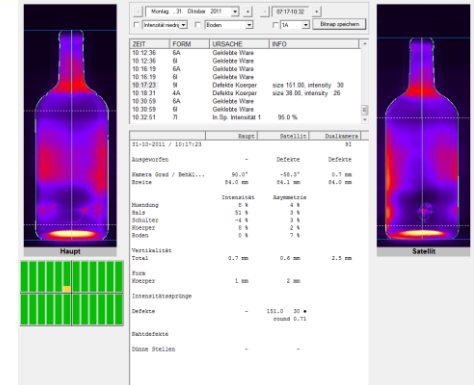 - Montag , 31. Oktober 2011 + - 07:17-10:32 +
Intensität niedrig Boden 1A Bitmap speichern
ZEIT FORM URSACHE INFO
10:12:36 6A Geklebte Ware
10:12:36 6I Geklebte Ware
10:16:19 6A Geklebte Ware
10:16:19 6I Geklebte Ware
10:17:23 9I Defekte Koerper size 151.00, intensity 30
10:18:31 4A Defekte Koerper size 38.00, intensity 26
10:30:59 6A Geklebte Ware
10:30:59 6I Geklebte Ware
10:32:51 7I In.Sp. Intensität 1 95.0 %
Haupt Satellit Dualkamera
31-10-2011 / 10:17:23 9I
Ausgeworfen - Defekte Defekte
Kamera Grad / Behäl... 90.0° -58.0° 0.7 mm
Breite 84.0 mm 84.1 mm 84.0 mm
Intensität Asymmetrie
Muendung 8 % 4 %
Hals 51 % 3 %
Schulter -4 % 3 %
Koerper 8 % 2 %
Boden 0 % 7 %
Vertikalität
Total 0.7 mm 0.6 mm 2.5 mm
Form
Koerper 1 mm 2 mm
Intensitätssprünge
Defekte - 151.0 30
round 0.71
Nahtdefekte
Dünne Stellen - -
Haupt
Satellit